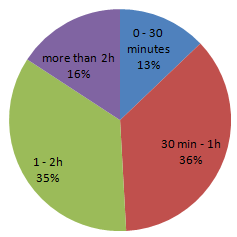 0 - 30
minutes
13%
30 min - 1h
36%
1 - 2h
35%
more than 2h
16%